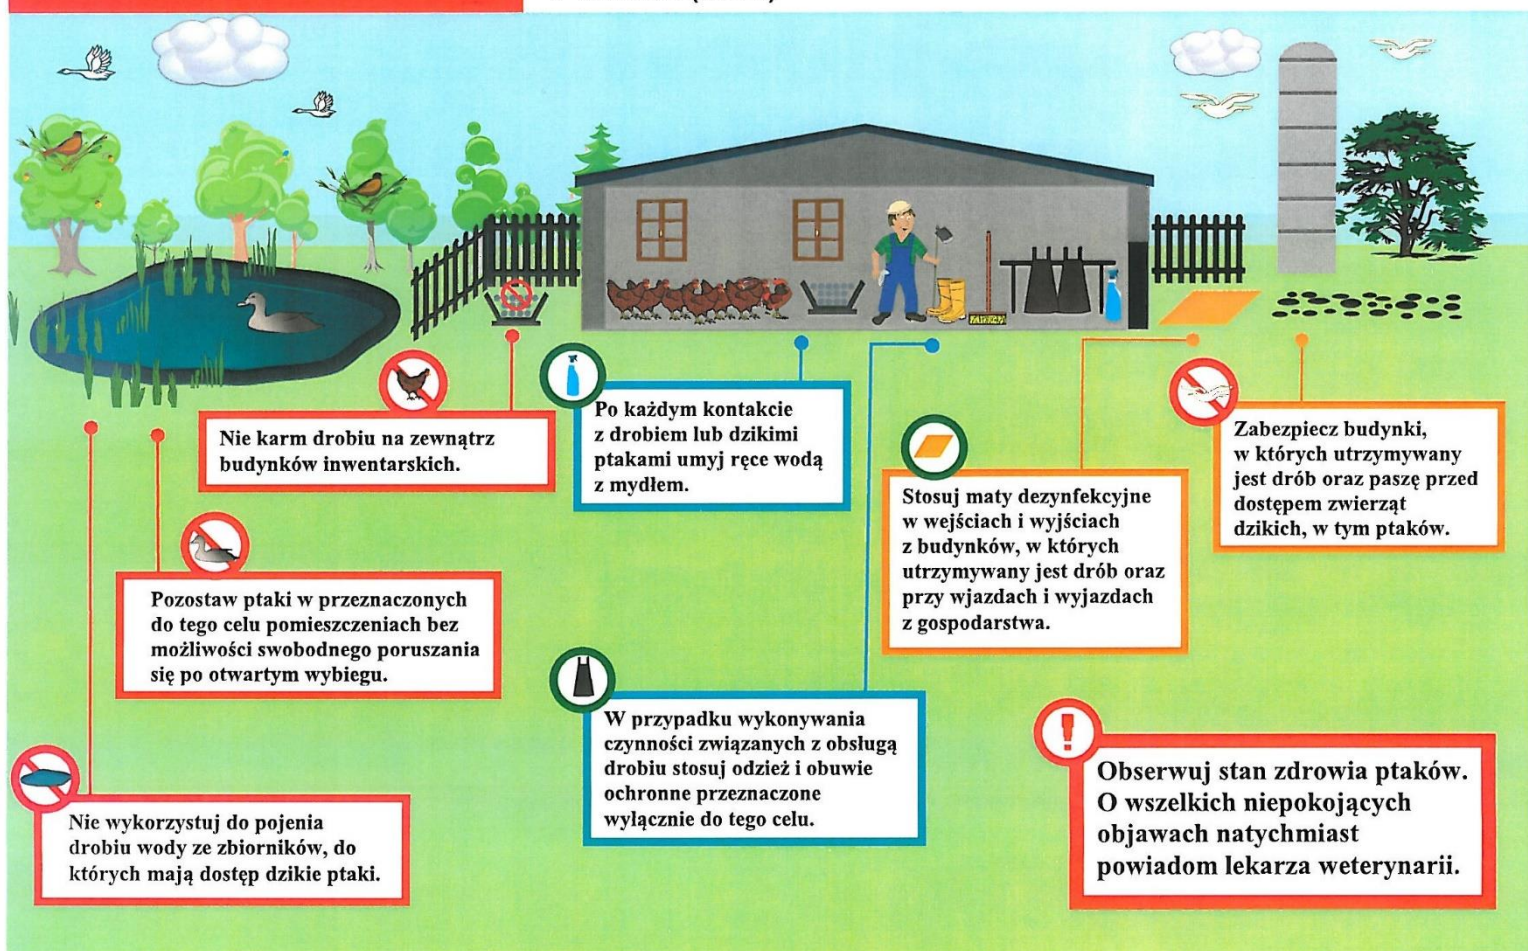 Nie karm drobiu na zewnątrz
budynków inwentarskich.
Po każdym kontakcie
z drobiem lub dzikimi
ptakami umyj ręce wodą
z mydłem.
Zabezpiecz budynki,
w których utrzymywany
jest drób oraz paszę przed
dostępem zwierząt
dzikich, w tym ptaków.
Stosuj maty dezynfekcyjne
w wejściach i wyjściach
z budynków, w których
utrzymywany jest drób oraz
przy wjazdach i wyjazdach
z gospodarstwa.
Pozostaw ptaki w przeznaczonych
do tego celu pomieszczeniach bez
możliwości swobodnego poruszania
się po otwartym wybiegu.
W przypadku wykonywania
czynności związanych z obsługą
drobiu stosuj odzież i obuwie
ochronne przeznaczone
wyłącznie do tego celu.
Nie wykorzystuj do pojenia
drobiu wody ze zbiorników, do
których mają dostęp dzikie ptaki.
!
Obserwuj stan zdrowia ptaków.
O wszelkich niepokojących
objawach natychmiast
powiadom lekarza weterynarii.